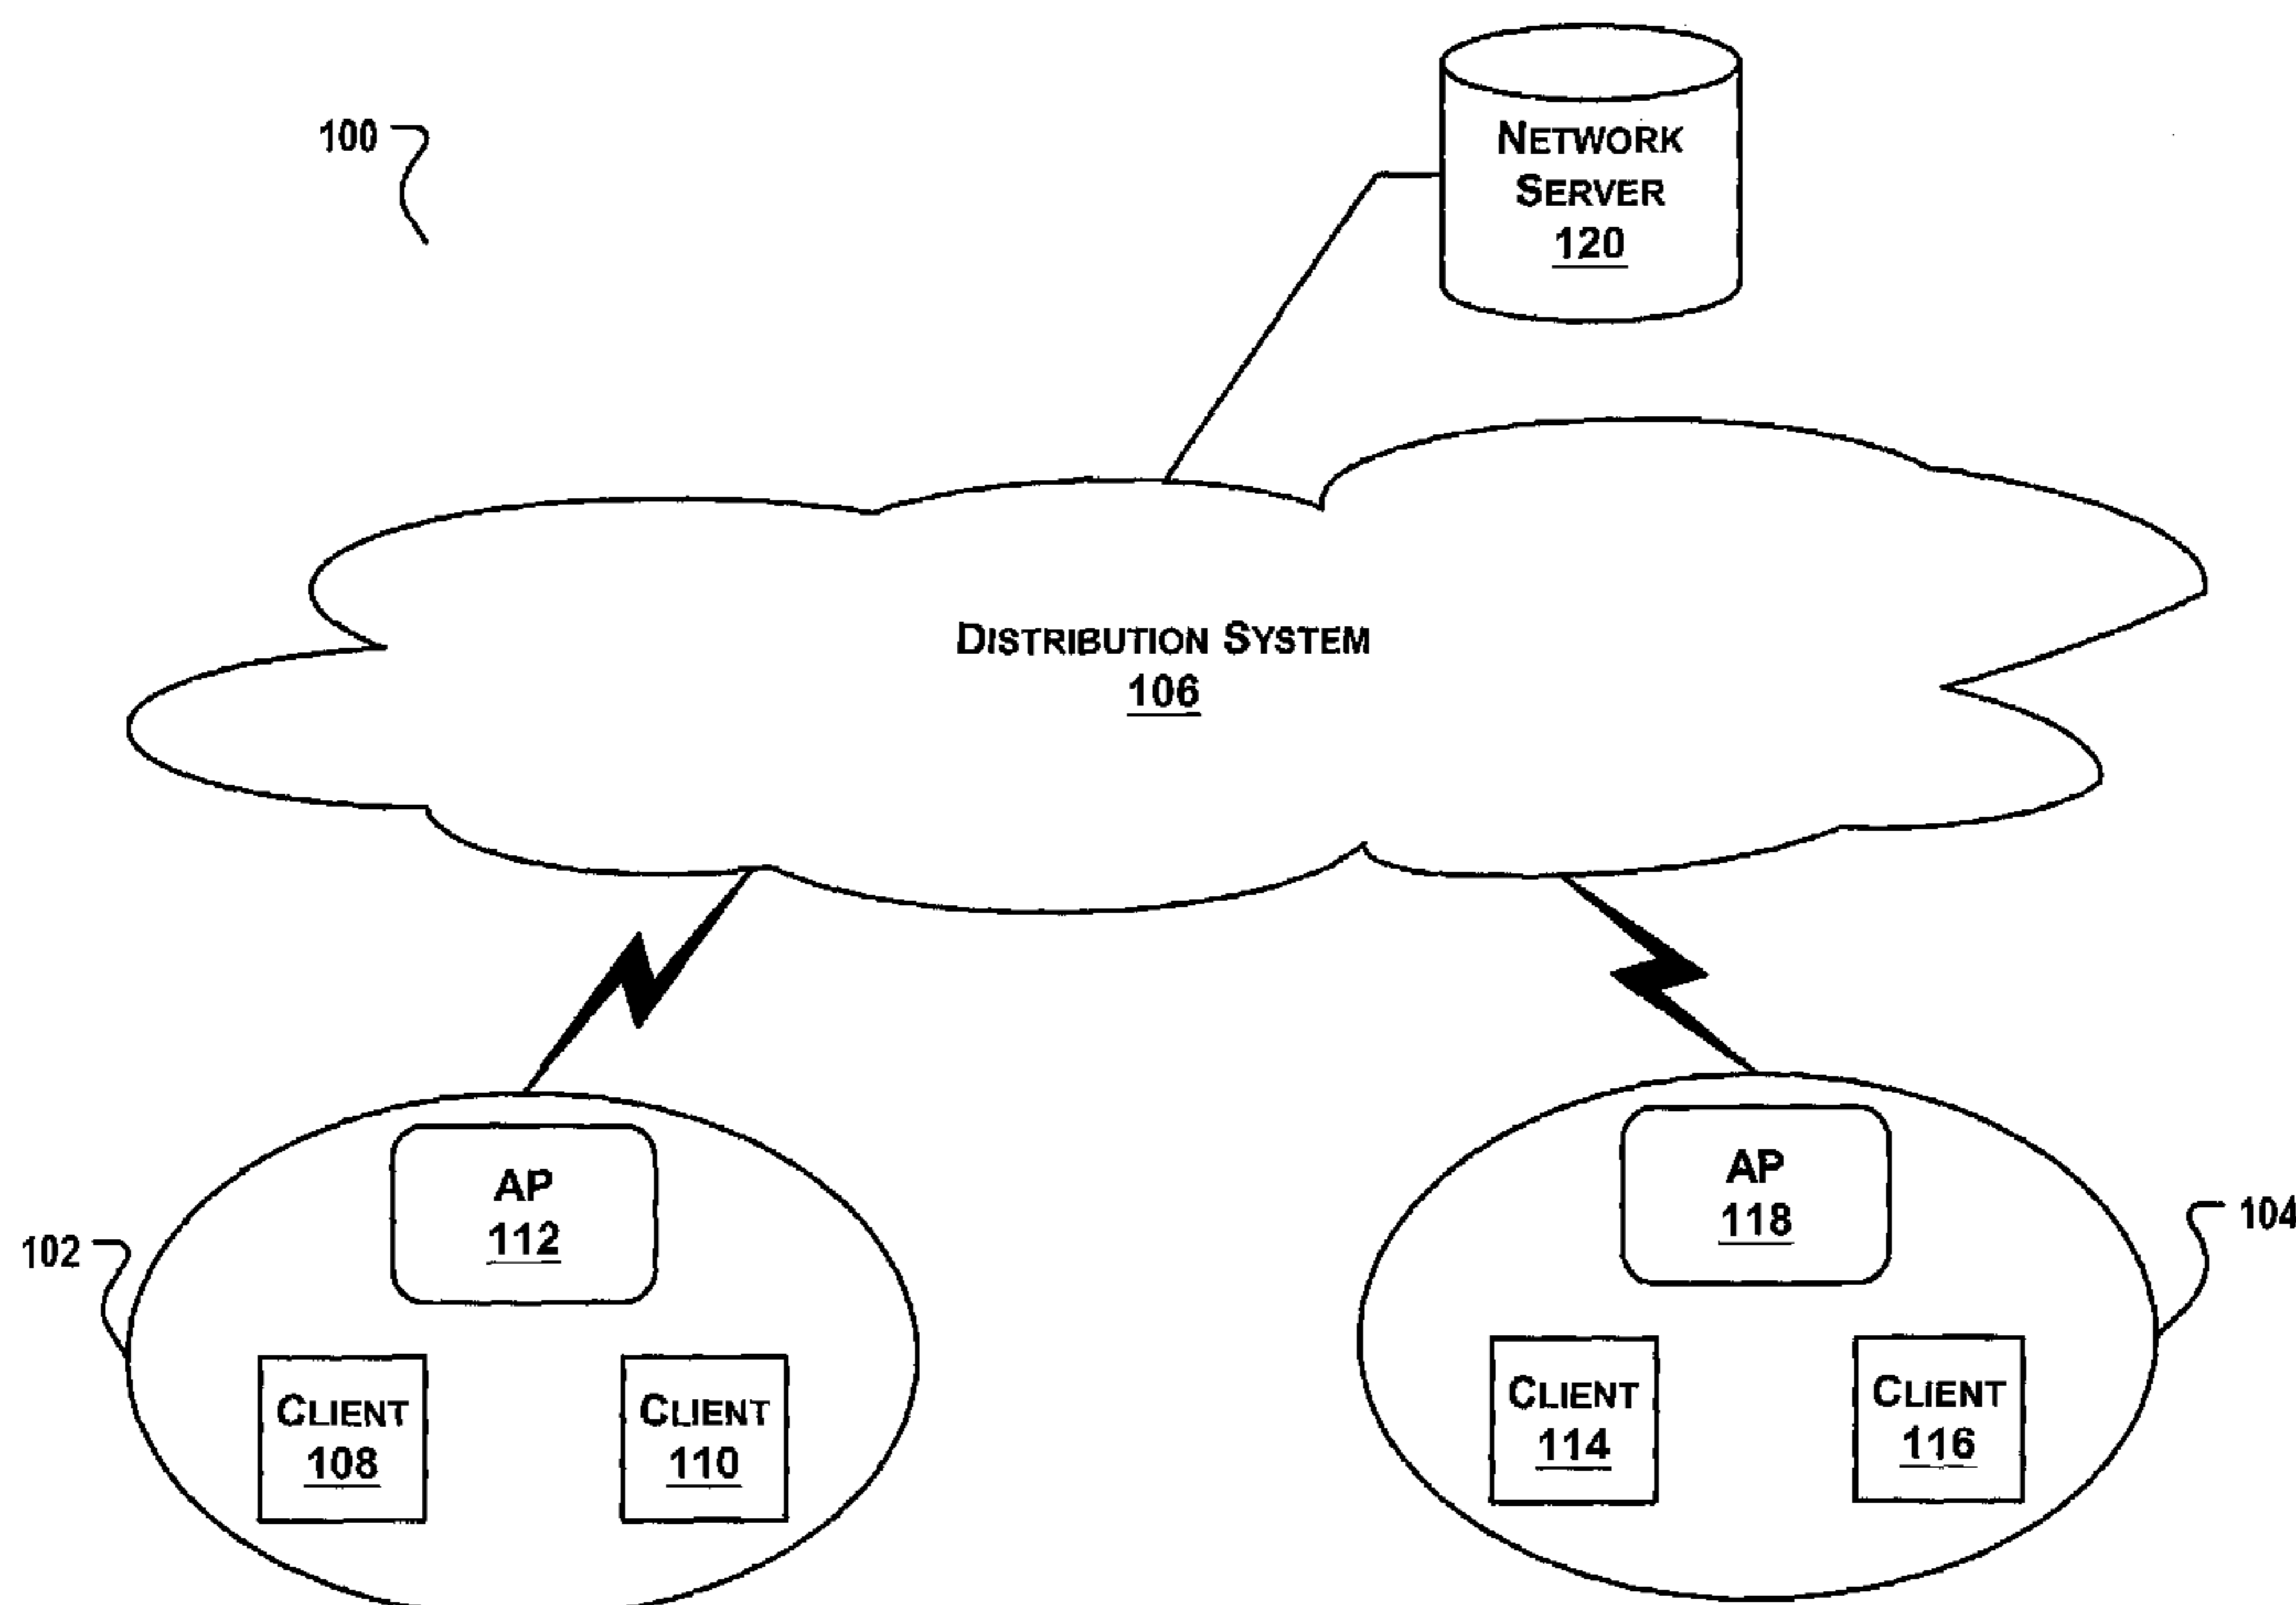 100
NETWORK
SERVER
120
DISTRIBUTION SYSTEM
106
102
AP
112
CLIENT
108
CLIENT
110
AP
118
104
CLIENT
114
CLIENT
116